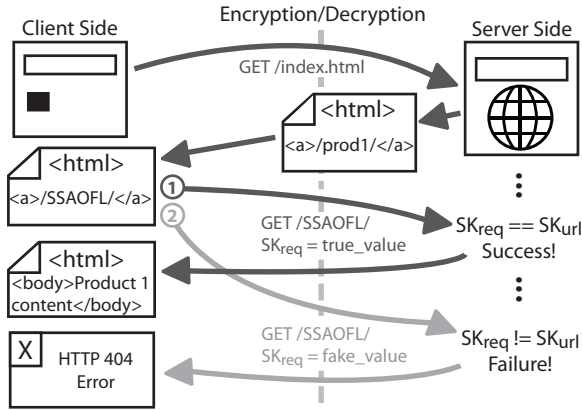 Encryption/Decryption
Client Side
Server Side
GET /index.html
<html>
<a>/prod1/</a>
<html>
<a>/SSAOFL/</a>
1
2
GET /SSAOFL/
SKreq = true_value
SKreq == SKurl
Success!
<html>
<body>Product 1
content</body>
GET /SSAOFL/
SKreq = fake_value
SKreq != SKurl
Failure!
X
HTTP 404
Error